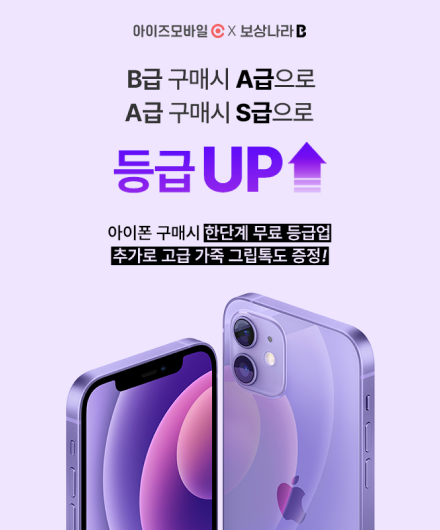 아이즈모바일 X 보상나라 B
B급 구매시 A급으로
A급 구매시 S급으로
등급 UP
아이폰 구매시 한단계 무료 등급업
추가로 고급 가죽 그립톡도 증정!